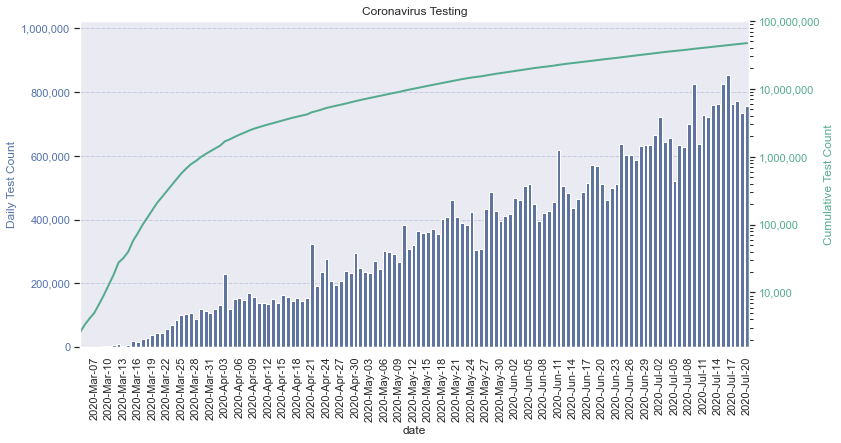 Coronavirus Testing
1,000,000
800,000
600,000
400,000
200,000
0
Daily Test Count
100,000,000
10,000,000
1,000,000
100,000
10,000
Cumulative Test Count
2020-Mar-07
2020-Mar-10
2020-Mar-13
2020-Mar-16
2020-Mar-19
2020-Mar-22
2020-Mar-25
2020-Mar-28
2020-Mar-31
2020-Apr-03
2020-Apr-06
2020-Apr-09
2020-Apr-12
2020-Apr-15
2020-Apr-18
2020-Apr-21
2020-Apr-24
2020-Apr-27
2020-Apr-30
2020-May-03
2020-May-06
2020-May-09
2020-May-12
2020-May-15
2020-May-18
2020-May-21
2020-May-24
2020-May-27
2020-May-30
2020-Jun-02
2020-Jun-05
2020-Jun-08
2020-Jun-11
2020-Jun-14
2020-Jun-17
2020-Jun-20
2020-Jun-23
2020-Jun-26
2020-Jun-29
2020-Jul-02
2020-Jul-05
2020-Jul-08
2020-Jul-11
2020-Jul-14
2020-Jul-17
2020-Jul-20
date